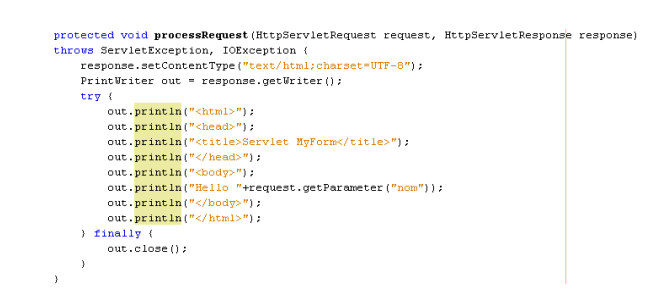 protected void processRequest(HttpServletRequest request, HttpServletResponse response)
throws ServletException, IOException {
response.setContentType("text/html;charset=UTF-8");
PrintWriter out = response.getWriter();
try {
out.println("<html>");
out.println("<head>");
out.println("<title>Servlet MyForm</title>");
out.println("</head>");
out.println("<body>");
out.println("Hello "+request.getParameter("nom"));
out.println("</body>");
out.println("</html>");
} finally {
out.close();
}
}